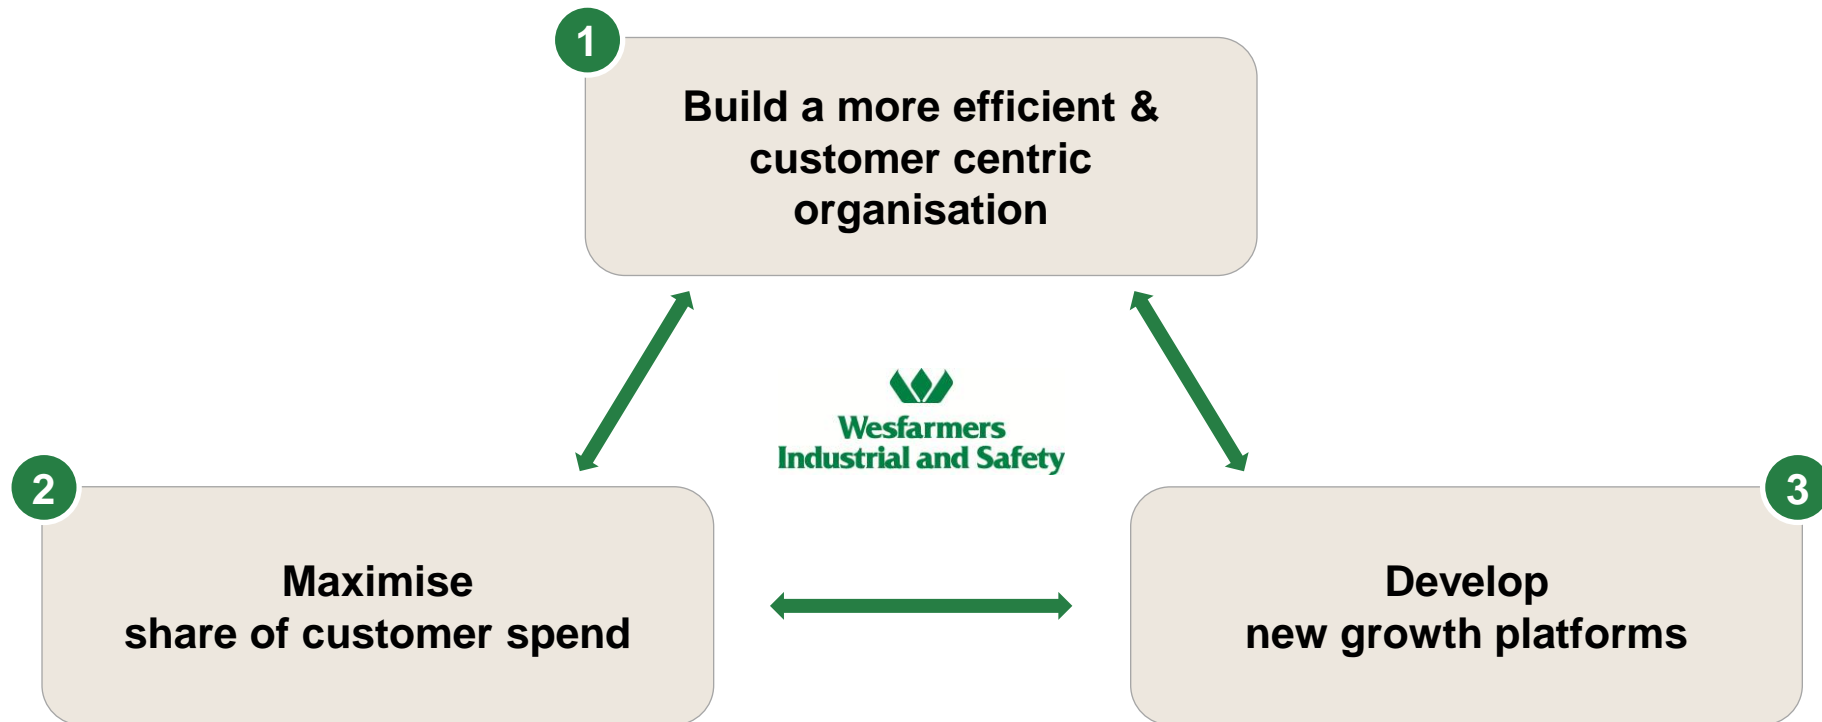 1
Build a more efficient &
customer centric
organisation
Wesfarmers
Industrial and Safety
2
Maximise
share of customer spend
3
Develop
new growth platforms